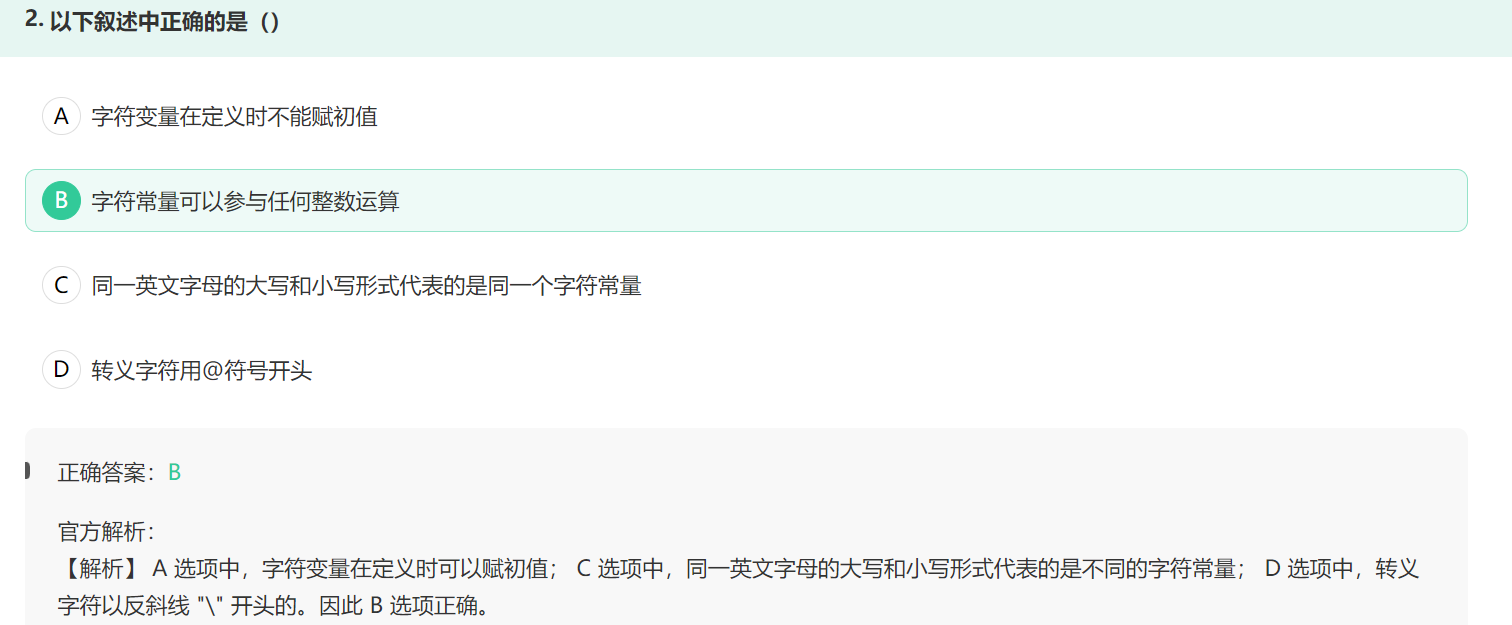 2. 以下叙述中正确的是（）
A 字符变量在定义时不能赋初值
B 字符常量可以参与任何整数运算
C 同一英文字母的大写和小写形式代表的是同一个字符常量
D 转义字符用@符号开头
正确答案：B
官方解析：
【解析】 A 选项中，字符变量在定义时可以赋初值； C 选项中，同一英文字母的大写和小写形式代表的是不同的字符常量； D 选项中，转义
字符以反斜线 "\" 开头的。因此 B 选项正确。